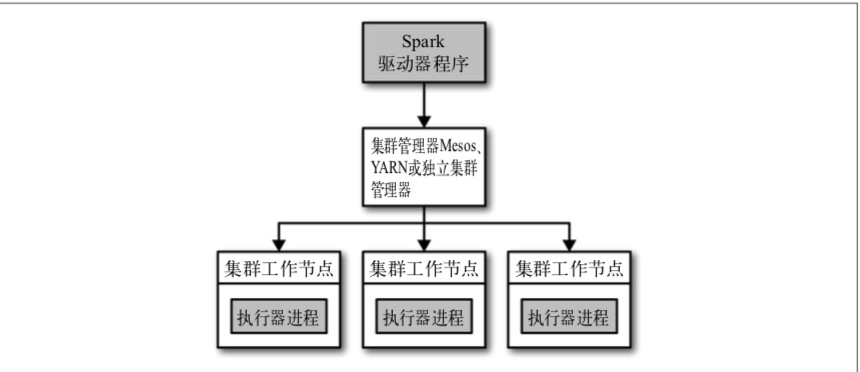 Spark
驱动器程序
集群管理器Mesos、
YARN或独立集群
管理器
集群工作节点
集群工作节点
集群工作节点
执行器进程
执行器进程
执行器进程